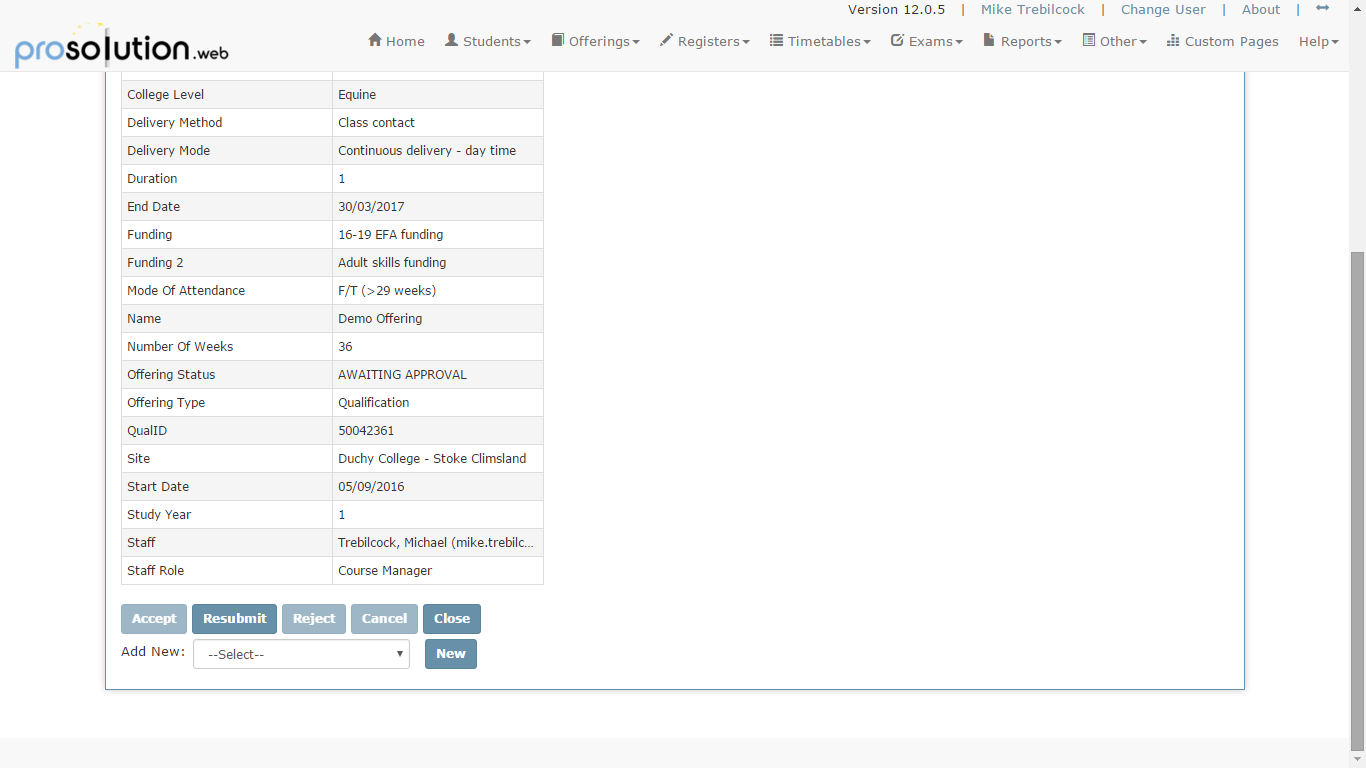 Version 12.0.5 | Mike Trebilcock | Change User | About |
prosolution.web
Home Students Offerings Registers Timetables Exams Reports Other Custom Pages Help
College Level Equine
Delivery Method Class contact
Delivery Mode Continuous delivery - day time
Duration 1
End Date 30/03/2017
Funding 16-19 EFA funding
Funding 2 Adult skills funding
Mode Of Attendance F/T (>29 weeks)
Name Demo Offering
Number Of Weeks 36
Offering Status AWAITING APPROVAL
Offering Type Qualification
QualID 50042361
Site Duchy College - Stoke Climsland
Start Date 05/09/2016
Study Year 1
Staff Trebilcock, Michael (mike.trebilc...
Staff Role Course Manager
Accept Resubmit Reject Cancel Close
Add New: --Select-- New